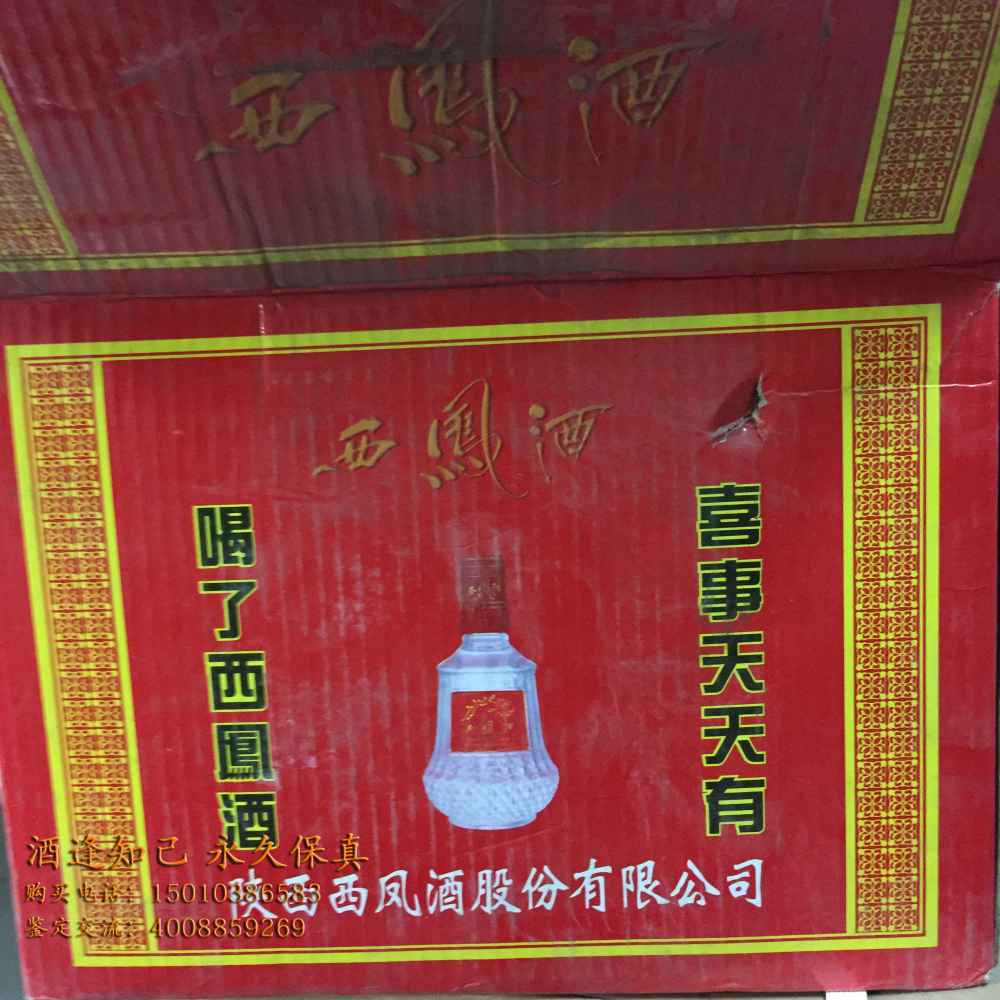 西鳳酒
西鳳酒
喝了西鳳酒
喜事天天有
陕西西凤酒股份有限公司
酒逢知己 永久保真
购买电话：15010386583
鉴定交流：4008859269